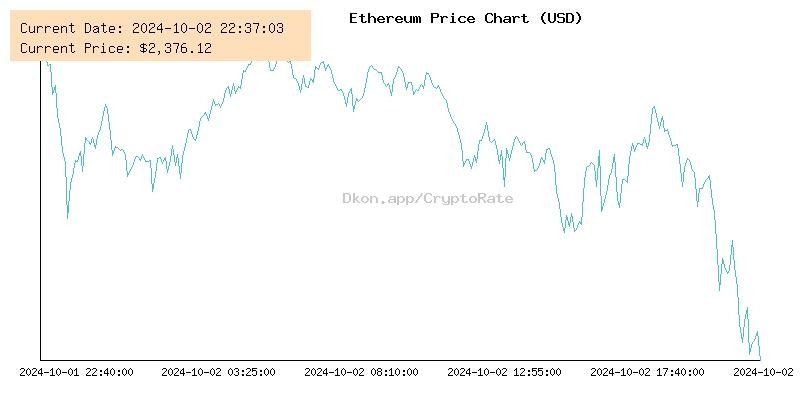 Ethereum Price Chart (USD)
Current Date: 2024-10-02 22:37:03
Current Price: $2,376.12
Dkon.app/CryptoRate
2024-10-01 22:40:00 2024-10-02 03:25:00 2024-10-02 08:10:00 2024-10-02 12:55:00 2024-10-02 17:40:00 2024-10-02